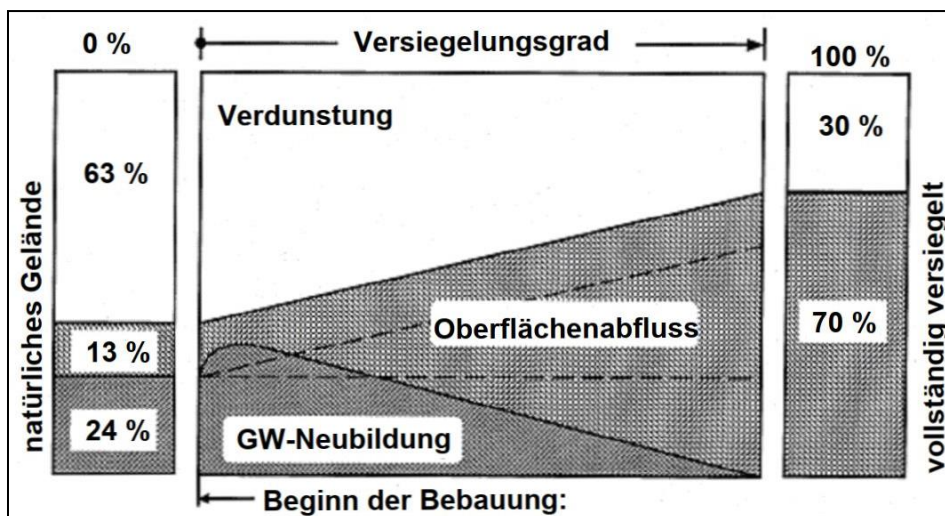 0 %
Versiegelungsgrad
100 %
Verdunstung
30 %
63 %
natürliches Gelände
vollständig versiegelt
Oberflächenabfluss
70 %
13 %
24 %
GW-Neubildung
Beginn der Bebauung: